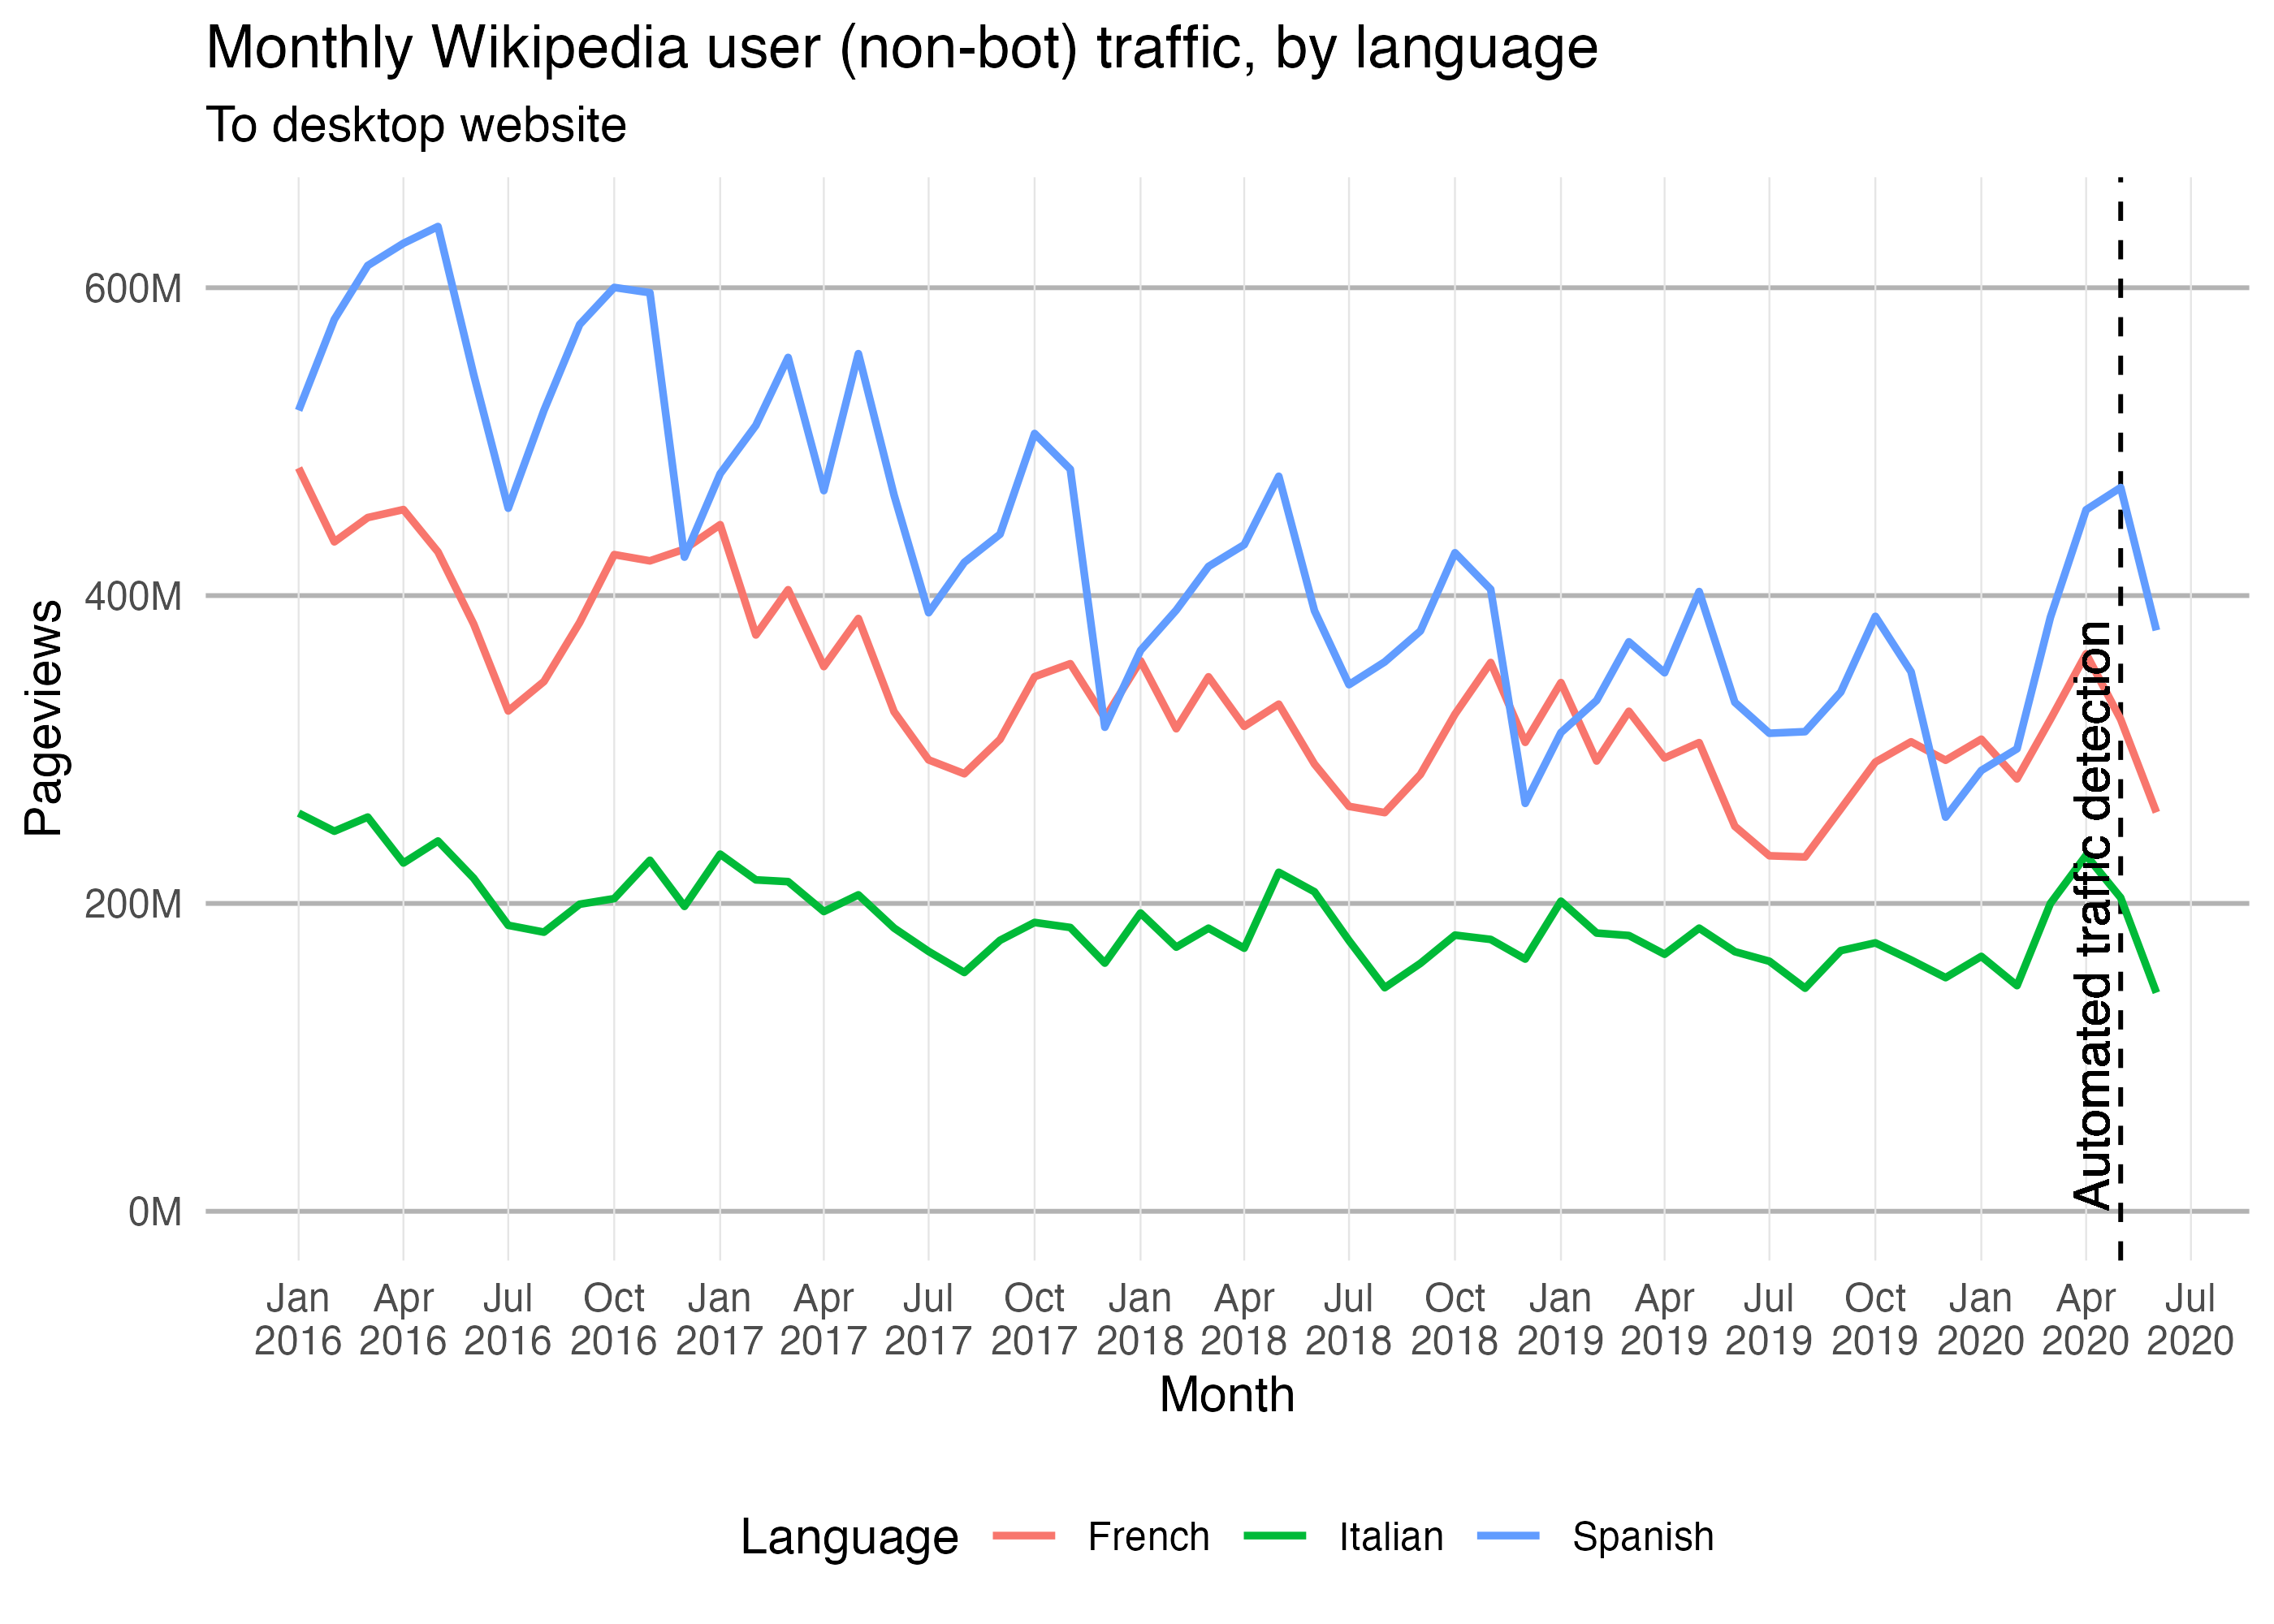 Monthly Wikipedia user (non-bot) traffic, by language
To desktop website
Pageviews
600M
400M
200M
0M
Automated traffic detection
Jan Apr Jul Oct Jan Apr Jul Oct Jan Apr Jul Oct Jan Apr Jul Oct Jan Apr Jul
2016 2016 2016 2016 2017 2017 2017 2017 2018 2018 2018 2018 2019 2019 2019 2019 2020 2020 2020
Month
Language French Italian Spanish